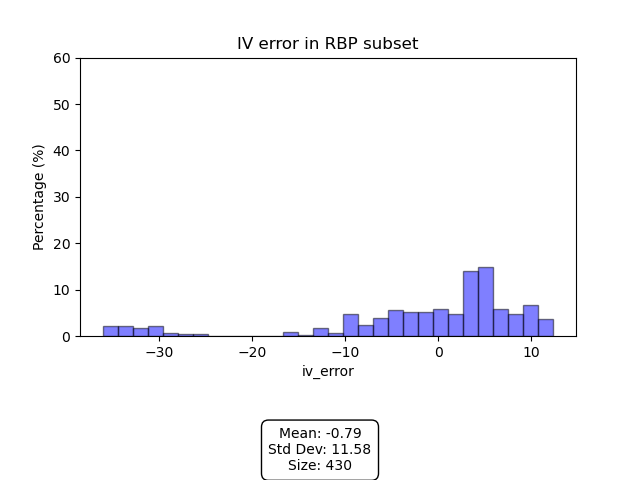 IV error in RBP subset
60
50
40
30
20
10
0
Percentage (%)
−30
−20
−10
0
10
iv_error
Mean: -0.79
Std Dev: 11.58
Size: 430